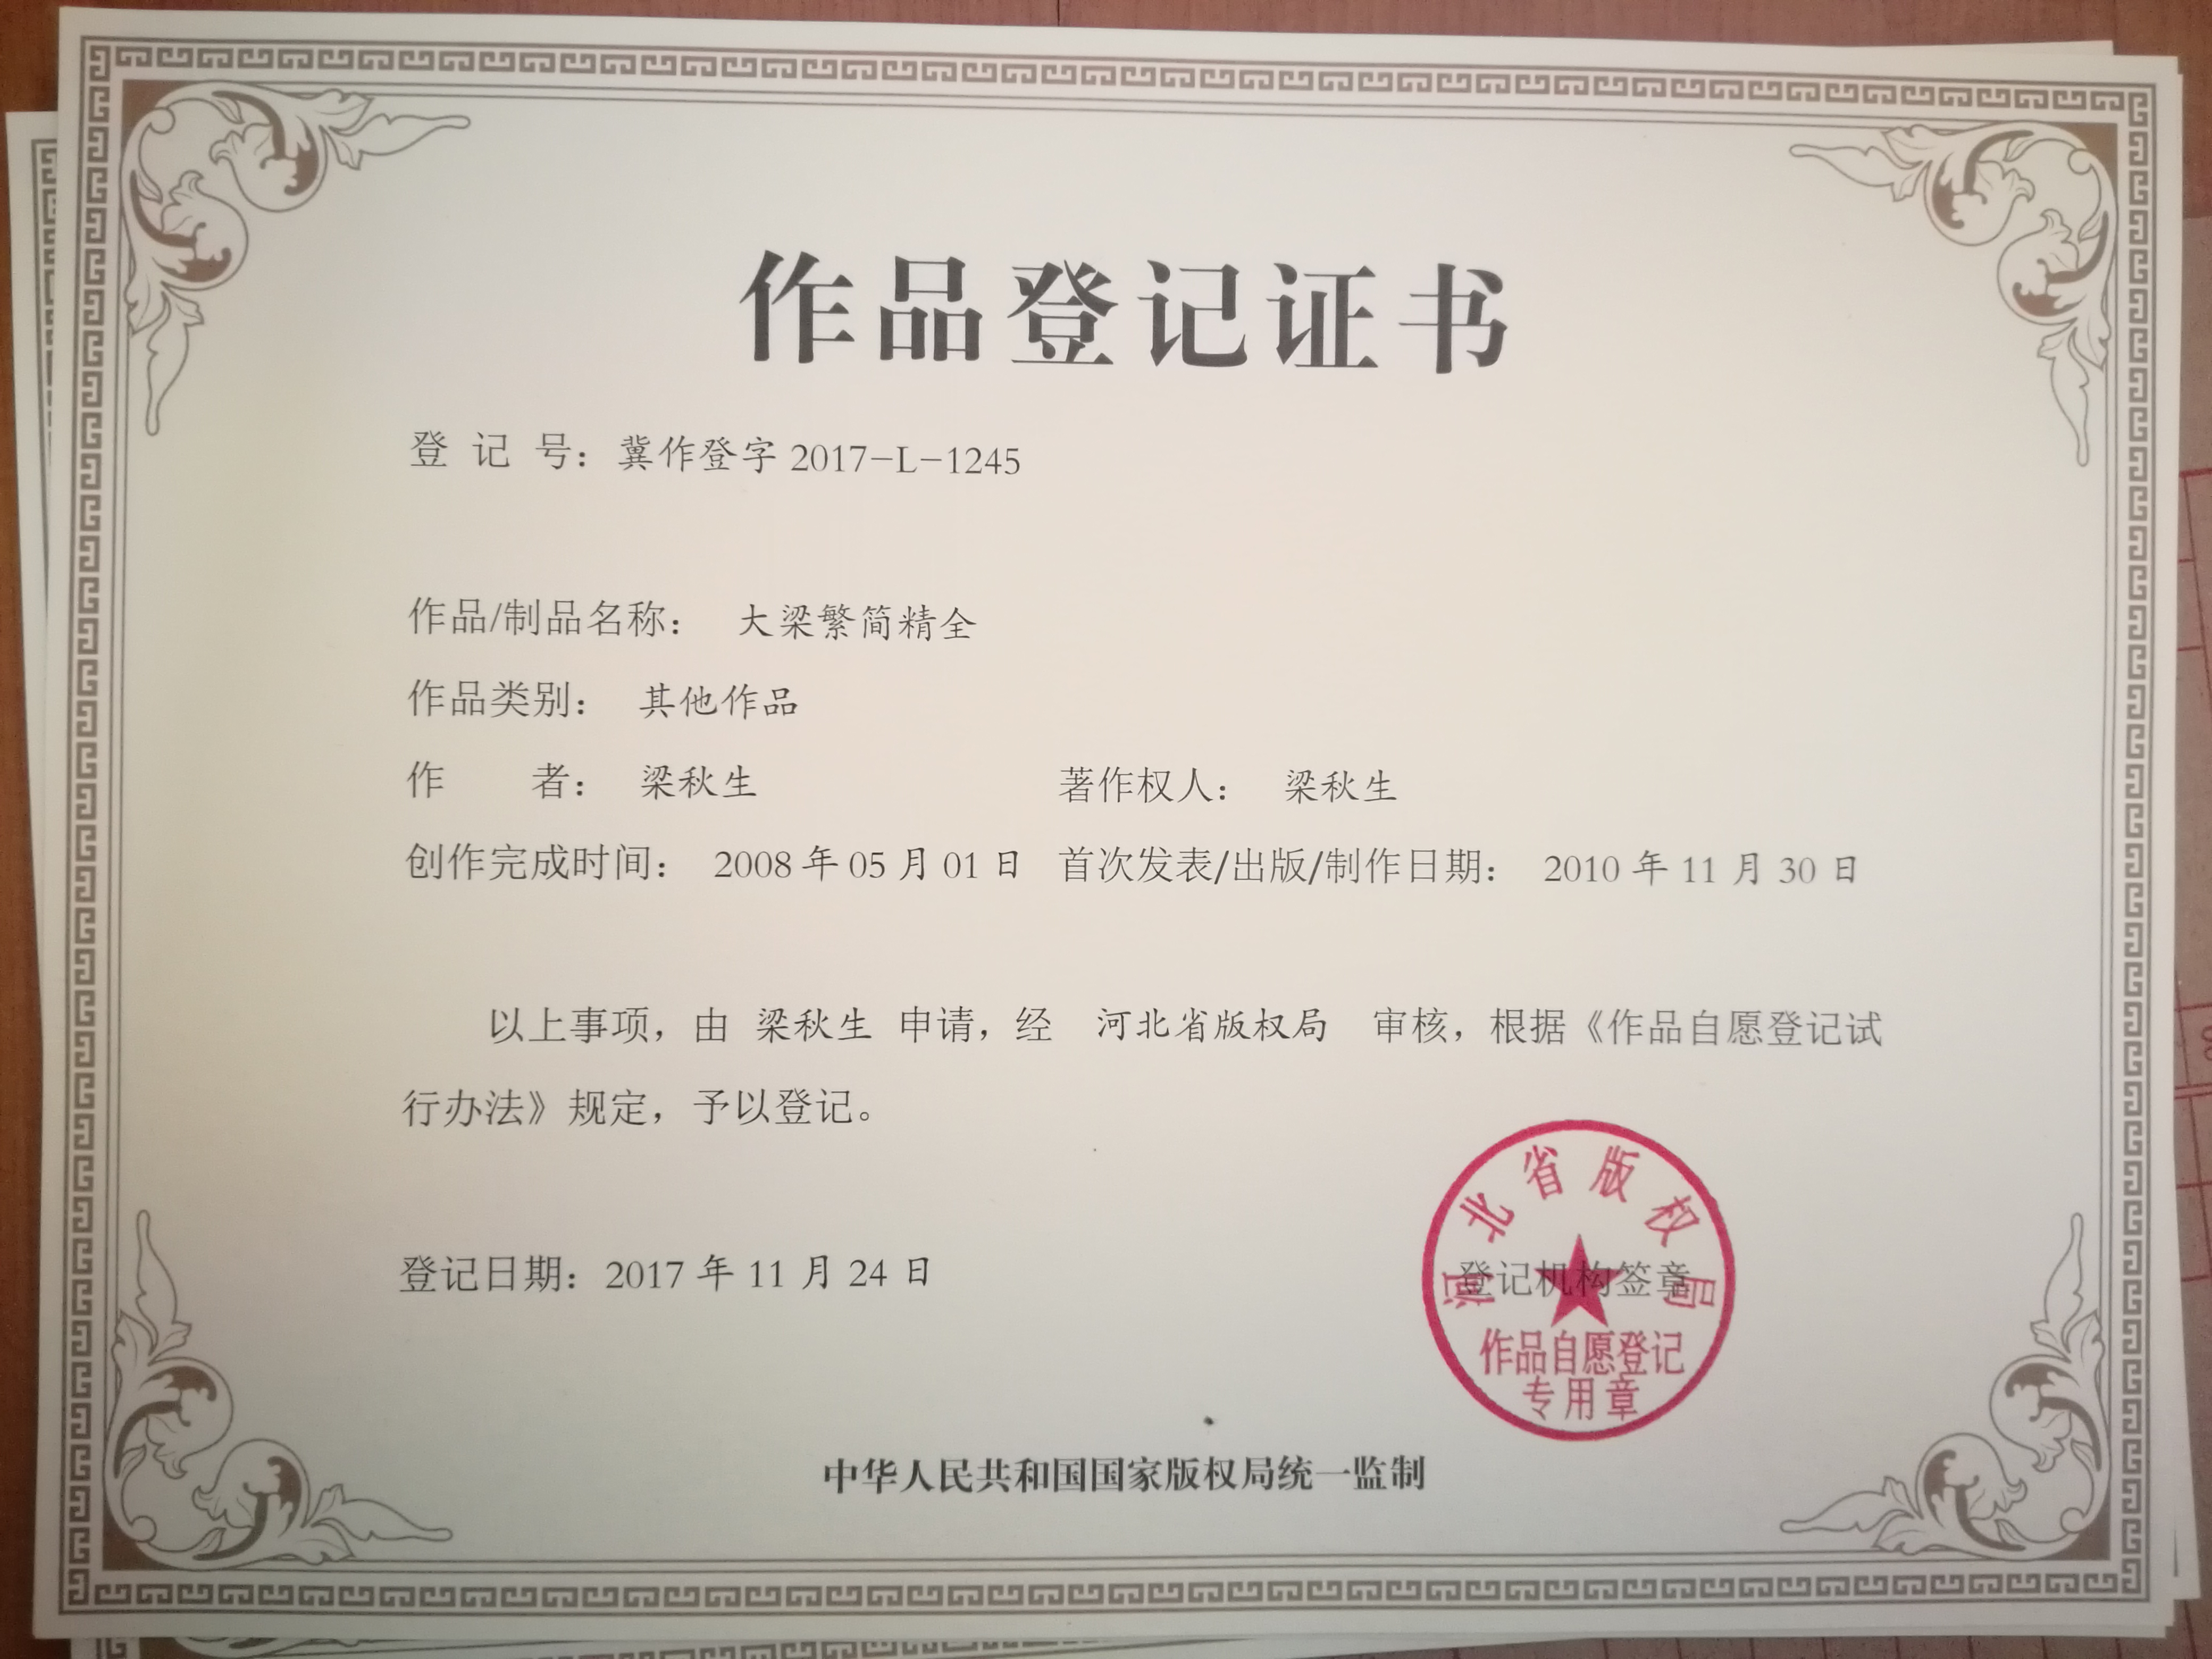 作品登记证书
登 记 号：冀作登字 2017-L-1245
作品/制品名称： 大梁繁简精全
作品类别： 其他作品
作 者： 梁秋生 著作权人： 梁秋生
创作完成时间： 2008 年 05 月 01 日 首次发表/出版/制作日期： 2010 年 11 月 30 日
以上事项，由 梁秋生 申请，经 河北省版权局 审核，根据《作品自愿登记试
行办法》规定，予以登记。
登记日期：2017 年 11 月 24 日
登记机构签章
河北省版权局
作品自愿登记
专用章
中华人民共和国国家版权局统一监制